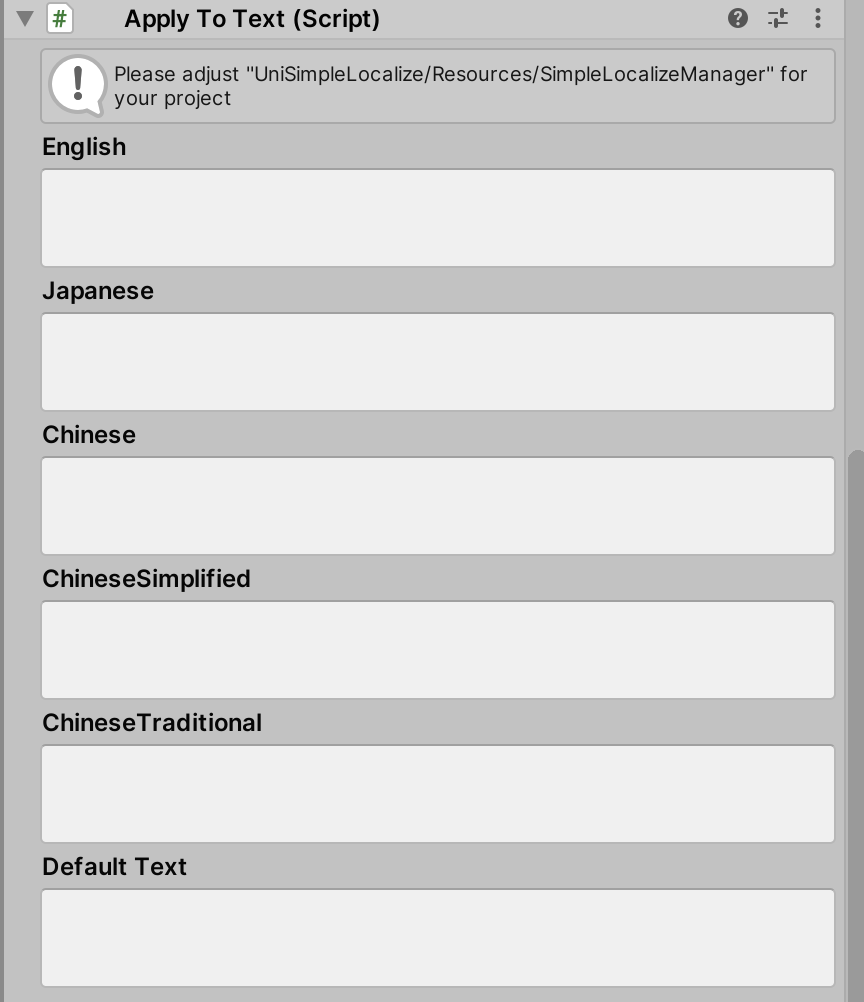 Apply To Text (Script)
Please adjust "UniSimpleLocalize/Resources/SimpleLocalizeManager" for
your project
English
Japanese
Chinese
ChineseSimplified
ChineseTraditional
Default Text